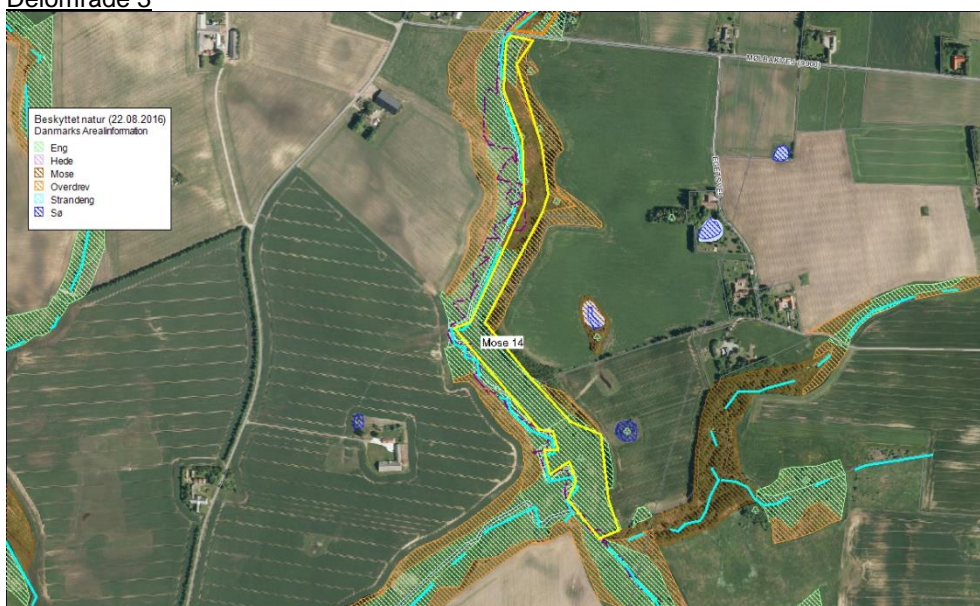 Delområde 3
Beskyttet natur (22.08.2016)
Danmarks Arealinformation
Eng
Hede
Mose
Overdrev
Strandeng
Sø
Mose 14